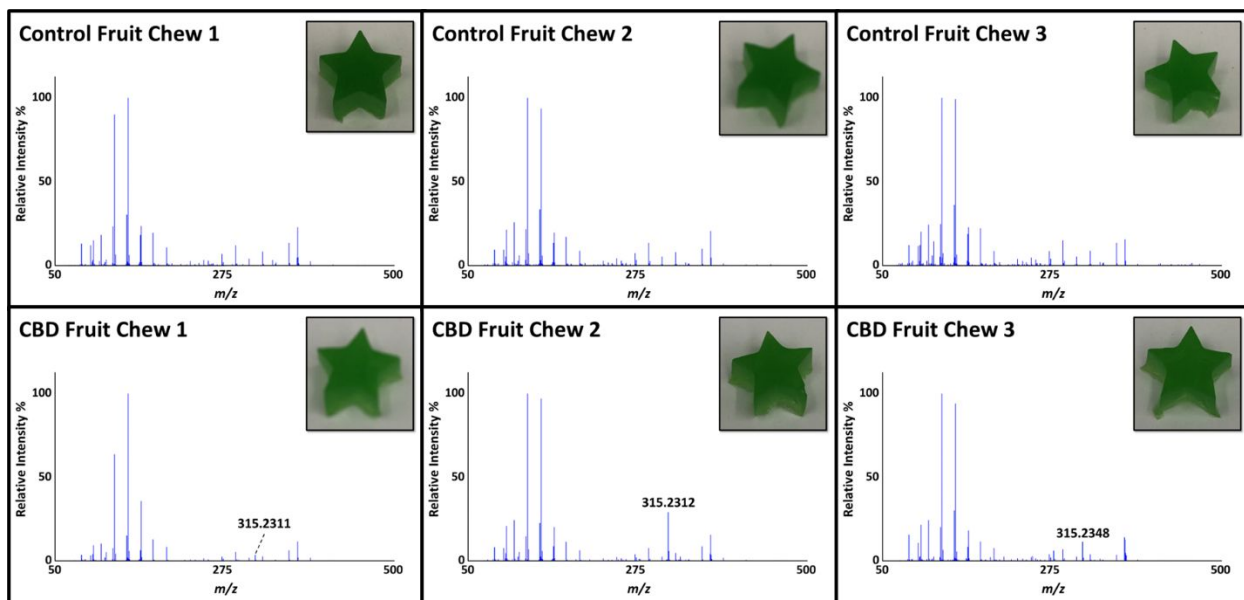 Control Fruit Chew 1
Relative Intensity %
100
50
0
50
275
500
m/z
Control Fruit Chew 2
Relative Intensity %
100
50
0
50
275
500
m/z
Control Fruit Chew 3
Relative Intensity %
100
50
0
50
275
500
m/z
CBD Fruit Chew 1
Relative Intensity %
100
50
0
315.2311
50
275
500
m/z
CBD Fruit Chew 2
Relative Intensity %
100
50
0
315.2312
50
275
500
m/z
CBD Fruit Chew 3
Relative Intensity %
100
50
0
315.2348
50
275
500
m/z